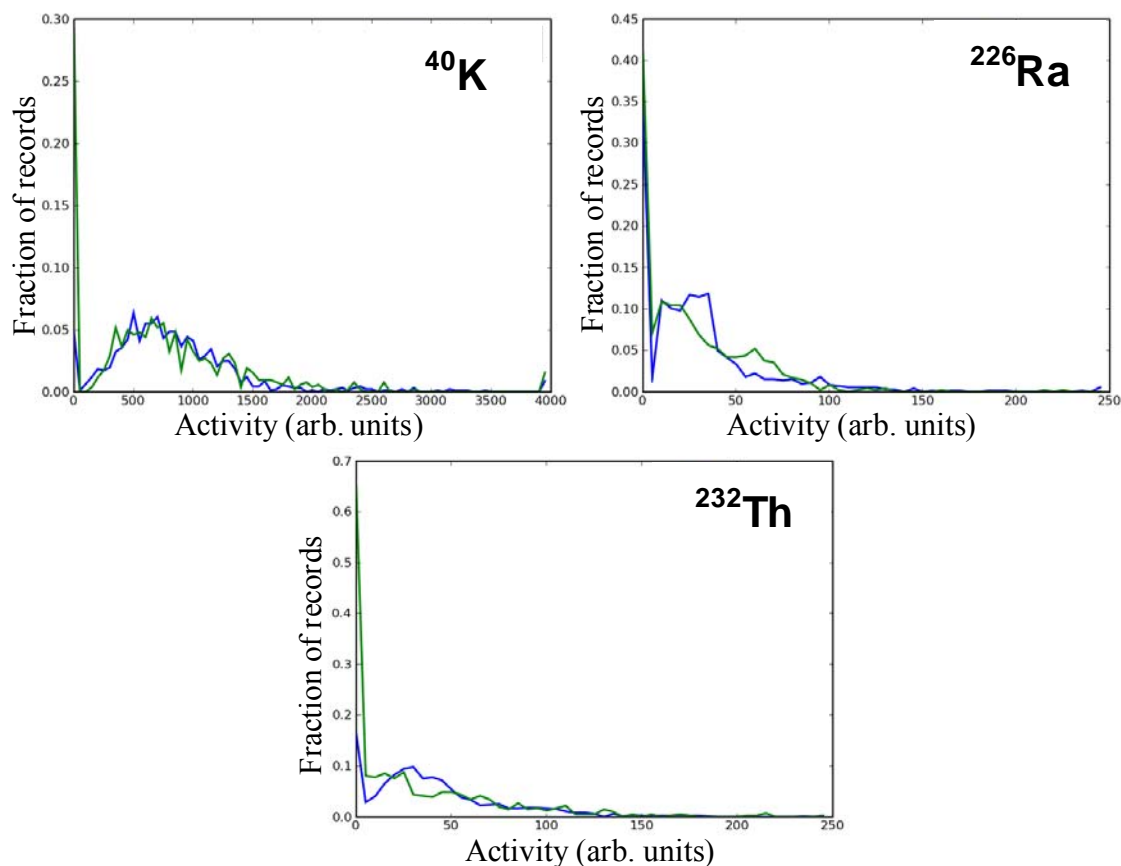 0.30
0.25
0.20
0.15
0.10
0.05
0.00
0 500 1000 1500 2000 2500 3000 3500 4000
Fraction of records
Activity (arb. units)
⁴⁰K
0.45
0.40
0.35
0.30
0.25
0.20
0.15
0.10
0.05
0.00
0 50 100 150 200 250
Fraction of records
Activity (arb. units)
²²⁶Ra
0.7
0.6
0.5
0.4
0.3
0.2
0.1
0.0
0 50 100 150 200 250
Fraction of records
Activity (arb. units)
²³²Th